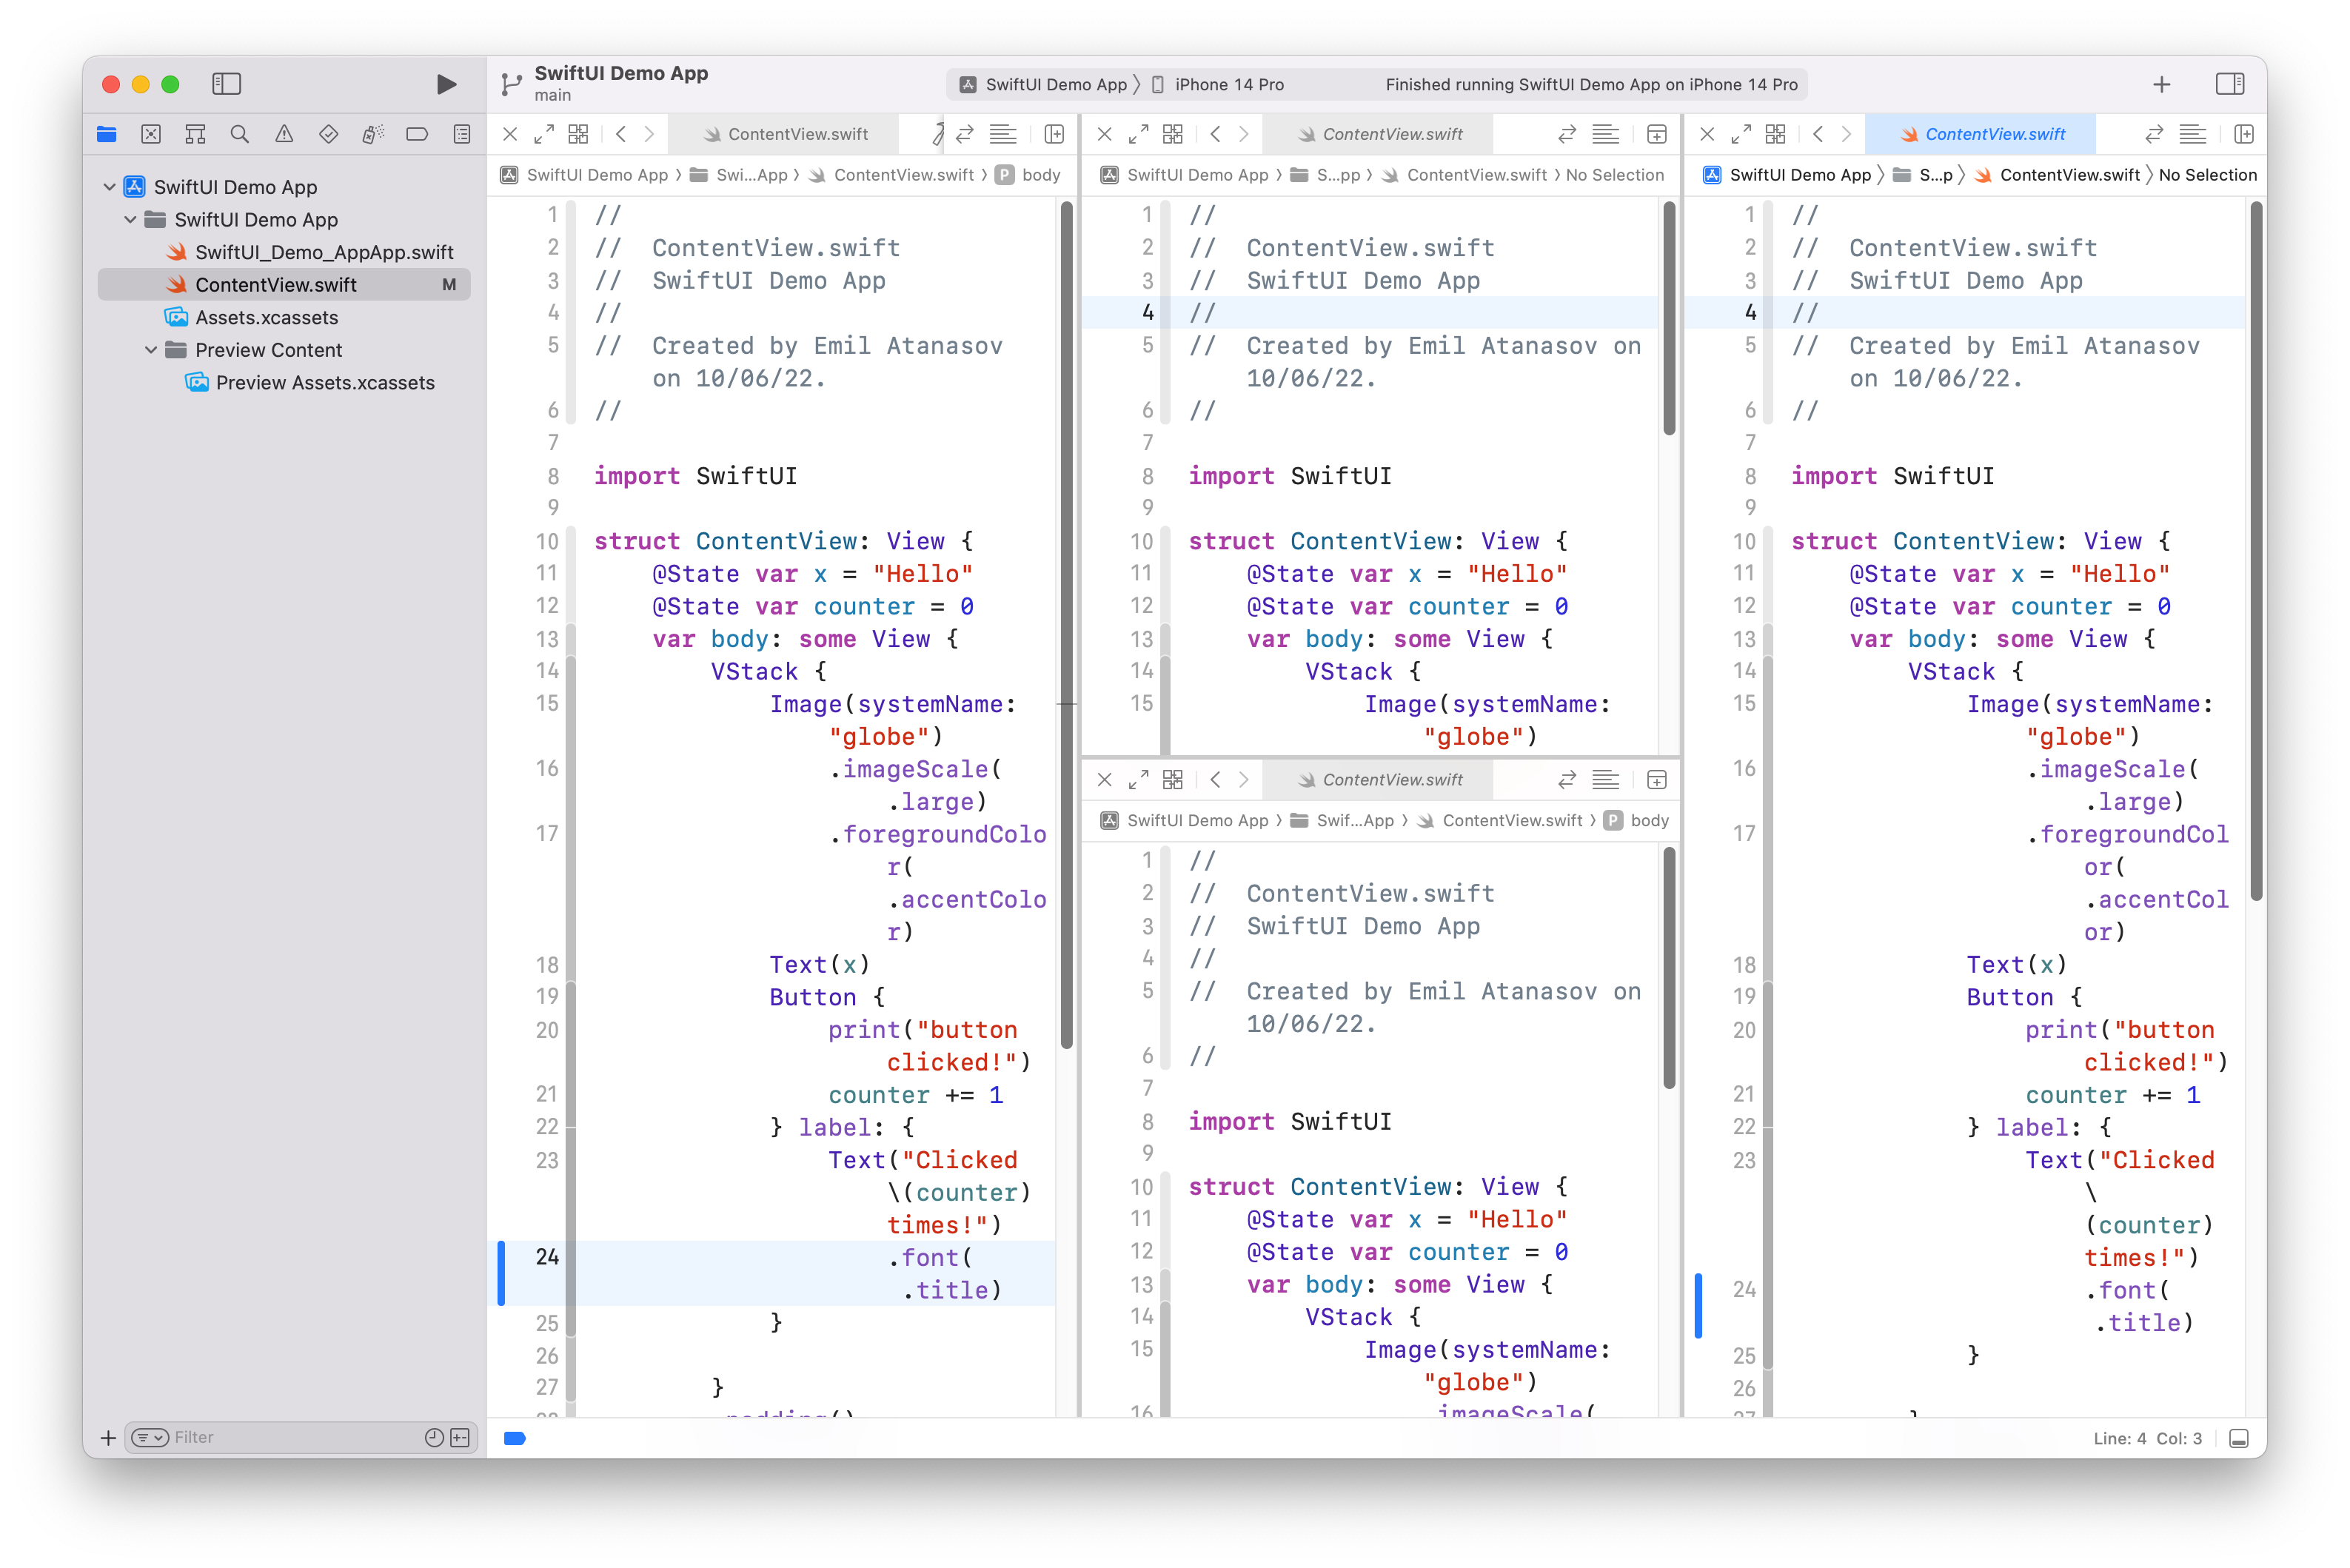 SwiftUI Demo App
main
SwiftUI Demo App
iPhone 14 Pro
Finished running SwiftUI Demo App on iPhone 14 Pro
SwiftUI Demo App
SwiftUI Demo App
SwiftUI_Demo_AppApp.swift
ContentView.swift M
Assets.xcassets
Preview Content
Preview Assets.xcassets
Filter
ContentView.swift
SwiftUI Demo App Swi...App ContentView.swift P body
1 //
2 // ContentView.swift
3 // SwiftUI Demo App
4 //
5 // Created by Emil Atanasov
on 10/06/22.
6 //
7
8 import SwiftUI
9
10 struct ContentView: View {
11 @State var x = "Hello"
12 @State var counter = 0
13 var body: some View {
14 VStack {
15 Image(systemName:
"globe")
16 .imageScale(
.large)
17 .foregroundColo
r(
.accentColo
r)
18 Text(x)
19 Button {
20 print("button
clicked!")
21 counter += 1
22 } label: {
23 Text("Clicked
\(counter)
times!")
24 .font(
.title)
25 }
26
27 }
.padding()
ContentView.swift
SwiftUI Demo App S...pp ContentView.swift No Selection
1 //
2 // ContentView.swift
3 // SwiftUI Demo App
4 //
5 // Created by Emil Atanasov on
10/06/22.
6 //
7
8 import SwiftUI
9
10 struct ContentView: View {
11 @State var x = "Hello"
12 @State var counter = 0
13 var body: some View {
14 VStack {
15 Image(systemName:
"globe")
ContentView.swift
SwiftUI Demo App Swif...App ContentView.swift P body
1 //
2 // ContentView.swift
3 // SwiftUI Demo App
4 //
5 // Created by Emil Atanasov on
10/06/22.
6 //
7
8 import SwiftUI
9
10 struct ContentView: View {
11 @State var x = "Hello"
12 @State var counter = 0
13 var body: some View {
14 VStack {
15 Image(systemName:
"globe")
16 .imageScale(
ContentView.swift
SwiftUI Demo App S...p ContentView.swift No Selection
1 //
2 // ContentView.swift
3 // SwiftUI Demo App
4 //
5 // Created by Emil Atanasov
on 10/06/22.
6 //
7
8 import SwiftUI
9
10 struct ContentView: View {
11 @State var x = "Hello"
12 @State var counter = 0
13 var body: some View {
14 VStack {
15 Image(systemName:
"globe")
16 .imageScale(
.large)
17 .foregroundCol
or(
.accentCol
or)
18 Text(x)
19 Button {
20 print("button
clicked!")
21 counter += 1
22 } label: {
23 Text("Clicked
\
(counter)
times!")
24 .font(
.title)
25 }
26
27
Line: 4 Col: 3